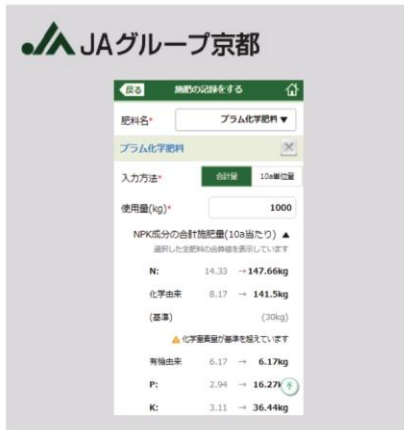 JAグループ京都
戻る 施肥の記録をする
肥料名* プラム化学肥料 ▼
プラム化学肥料
入力方法* 合計量 10a単位量
使用量(kg)* 1000
NPK成分の合計施肥量(10a当たり) ▲
選択した全肥料の合算値を表示しています
N: 14.33 → 147.66kg
化学由来 8.17 → 141.5kg
(基準) (30kg)
化学窒素量が基準を超えています
有機由来 6.17 → 6.17kg
P: 2.94 → 16.27k
K: 3.11 → 36.44kg